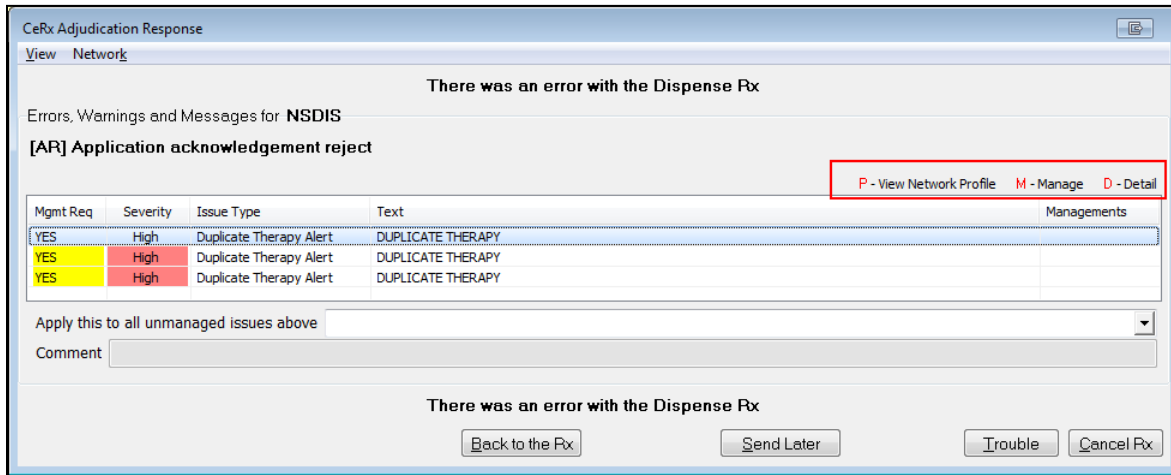 CeRx Adjudication Response
View Network
There was an error with the Dispense Rx
Errors, Warnings and Messages for NSDIS
[AR] Application acknowledgement reject
P - View Network Profile M - Manage D - Detail
Mgmt Req Severity Issue Type Text Managements
YES High Duplicate Therapy Alert DUPLICATE THERAPY
YES High Duplicate Therapy Alert DUPLICATE THERAPY
YES High Duplicate Therapy Alert DUPLICATE THERAPY
Apply this to all unmanaged issues above
Comment
There was an error with the Dispense Rx
Back to the Rx Send Later Trouble Cancel Rx